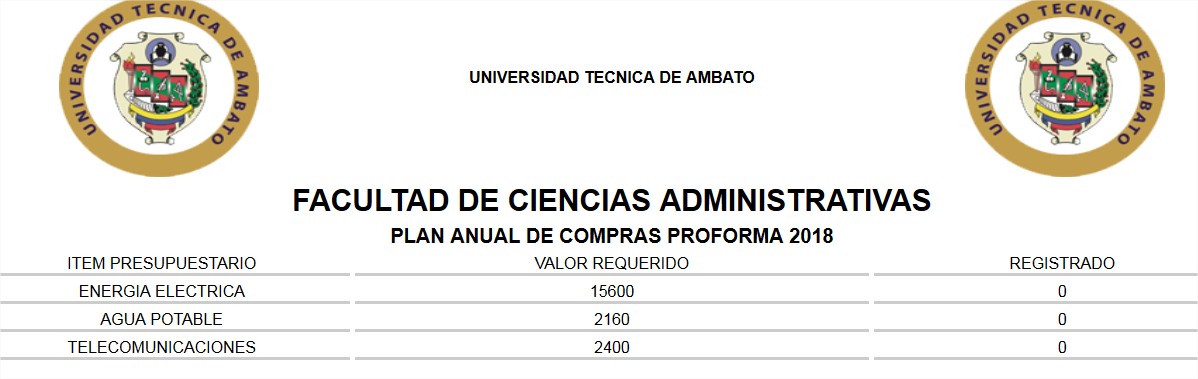 UNIVERSIDAD TECNICA DE AMBATO
UNIVERSIDAD TECNICA DE AMBATO
UNIVERSIDAD TECNICA DE AMBATO
FACULTAD DE CIENCIAS ADMINISTRATIVAS
PLAN ANUAL DE COMPRAS PROFORMA 2018
ITEM PRESUPUESTARIO VALOR REQUERIDO REGISTRADO
ENERGIA ELECTRICA 15600 0
AGUA POTABLE 2160 0
TELECOMUNICACIONES 2400 0